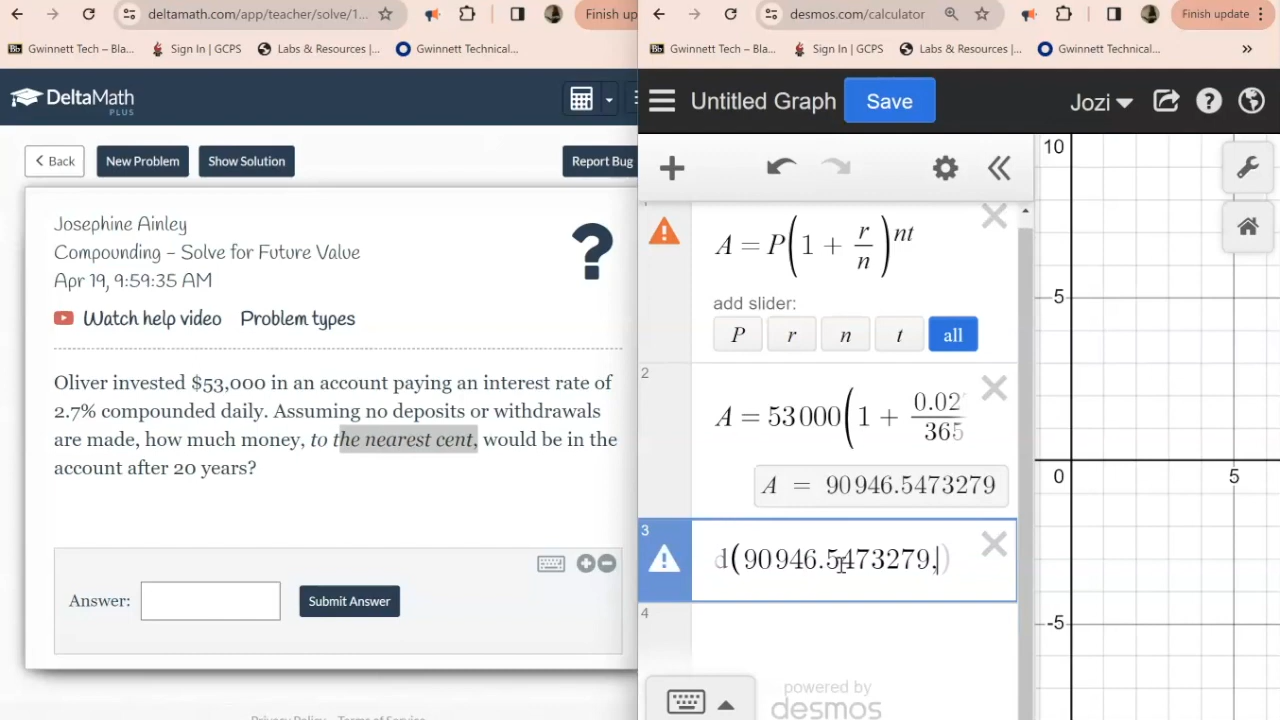 deltamath.com/app/teacher/solve/1...
Finish up
Gwinnett Tech – Bla...
Sign In | GCPS
Labs & Resources |...
Gwinnett Technical...
DeltaMath
PLUS
Back
New Problem
Show Solution
Report Bug
Josephine Ainley
Compounding - Solve for Future Value
Apr 19, 9:59:35 AM
Watch help video
Problem types
Oliver invested $53,000 in an account paying an interest rate of
2.7% compounded daily. Assuming no deposits or withdrawals
are made, how much money, to the nearest cent, would be in the
account after 20 years?
Answer:
Submit Answer
Privacy Policy
Terms of Service
desmos.com/calculator
Finish update
Gwinnett Tech – Bla...
Sign In | GCPS
Labs & Resources |...
Gwinnett Technical...
»
Untitled Graph
Save
Jozi
1
A = P(1 + r/n)^nt
add slider:
P r n t all
2
A = 53000(1 + 0.02
365
A = 90946.5473279
3
d(90946.5473279,)
4
powered by
desmos
10
5
0
5
-5